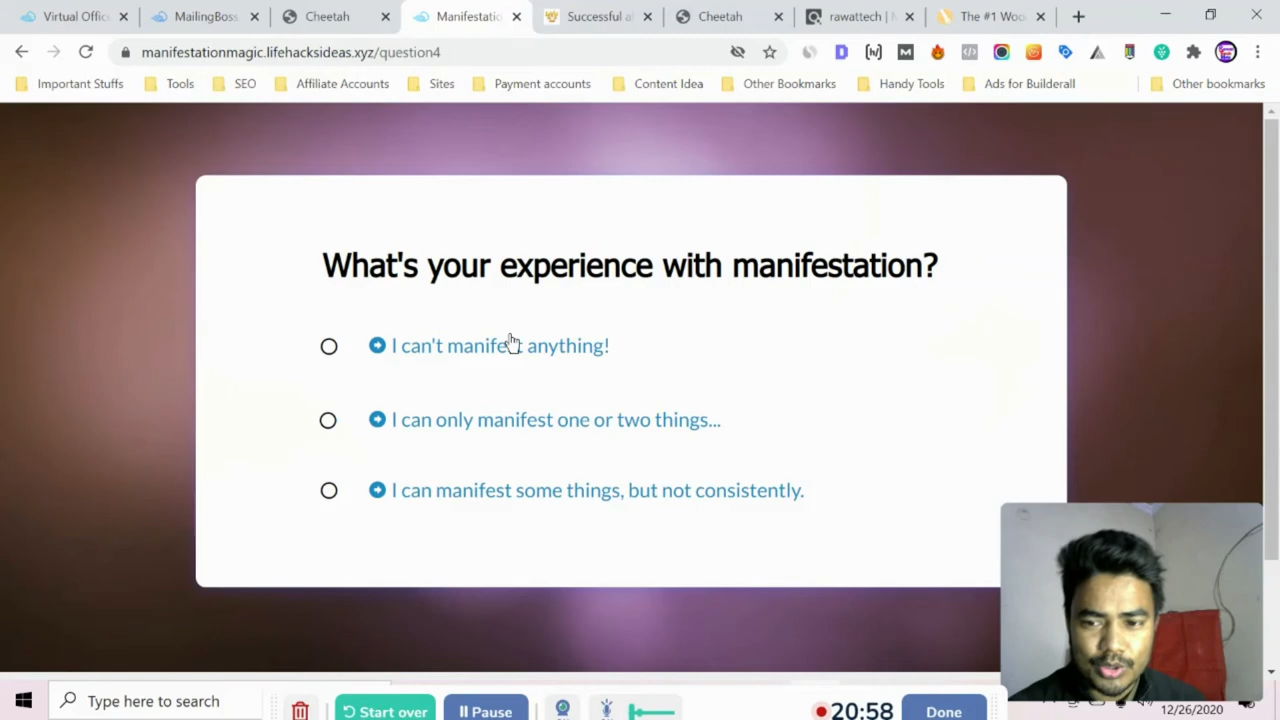 Virtual Offic
MailingBoss
Cheetah
Manifestatio
Successful a
Cheetah
rawattech | N
The #1 Woo
manifestationmagic.lifehacksideas.xyz/question4
Important Stuffs
Tools
SEO
Affiliate Accounts
Sites
Payment accounts
Content Idea
Other Bookmarks
Handy Tools
Ads for Builderall
Other bookmarks
What's your experience with manifestation?
I can't manifest anything!
I can only manifest one or two things...
I can manifest some things, but not consistently.
Type here to search
Start over
Pause
20:58
Done
12/26/2020